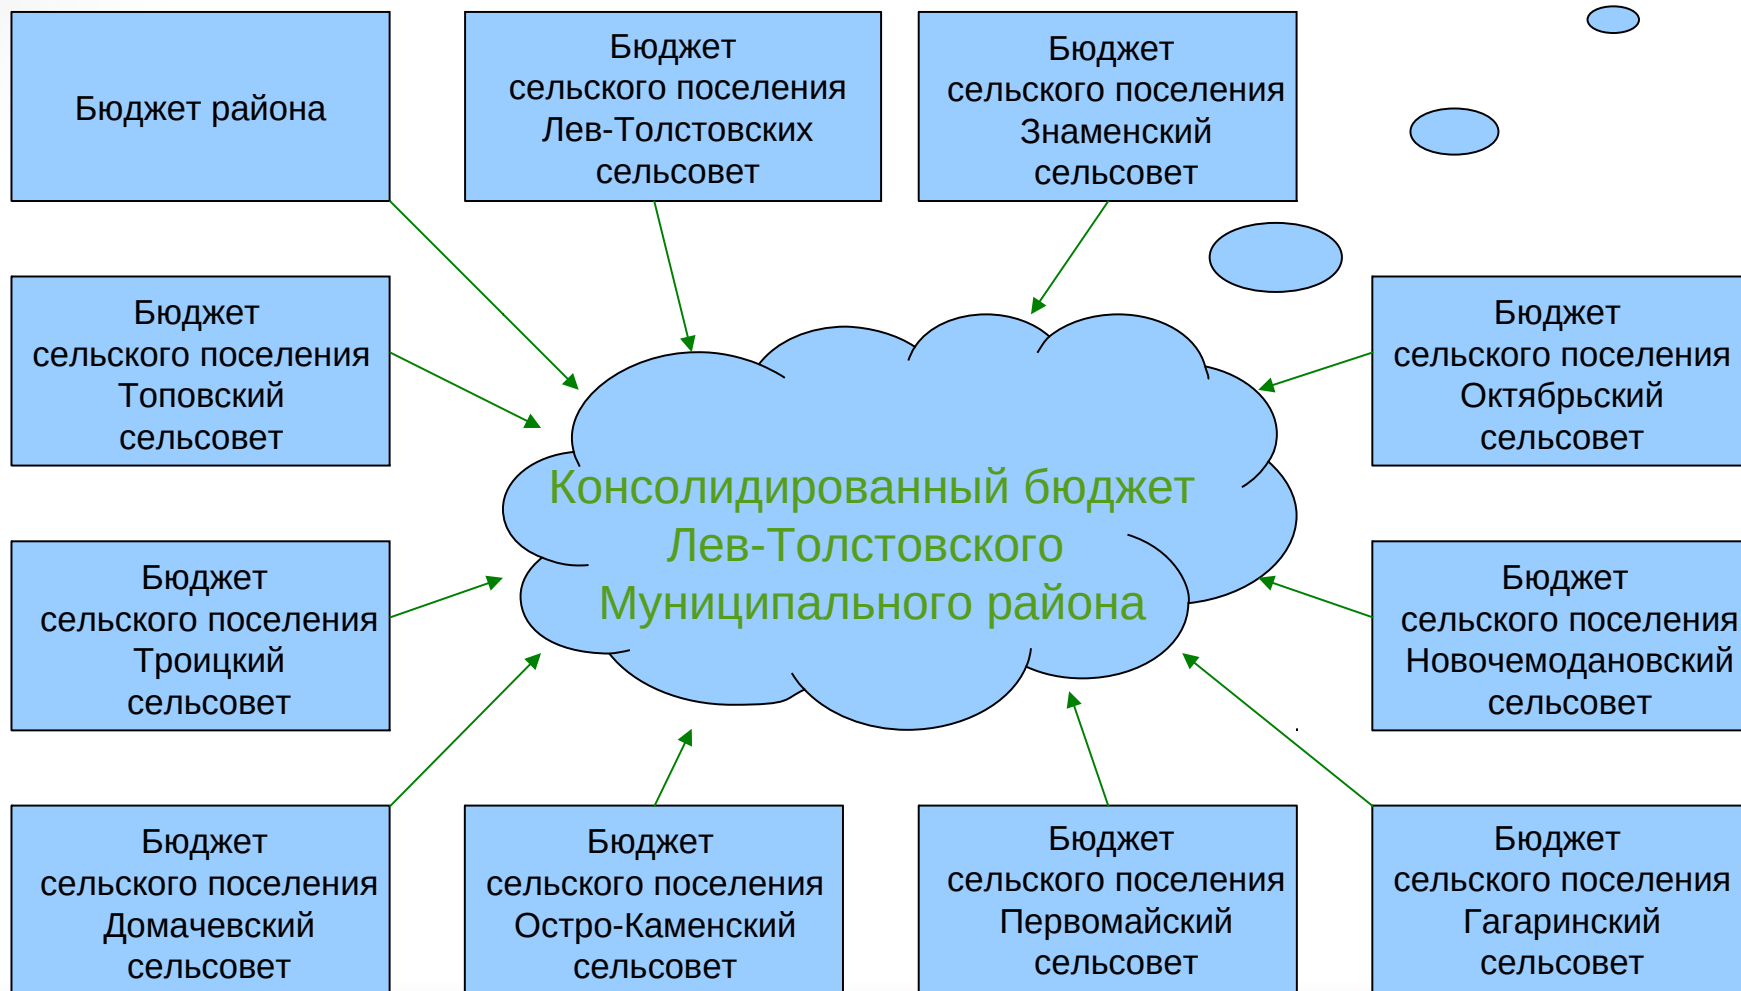 Бюджет района
Бюджет
сельского поселения
Лев-Толстовских
сельсовет
Бюджет
сельского поселения
Знаменский
сельсовет
Бюджет
сельского поселения
Топовский
сельсовет
Бюджет
сельского поселения
Октябрьский
сельсовет
Консолидированный бюджет
Лев-Толстовского
Муниципального района
Бюджет
сельского поселения
Троицкий
сельсовет
Бюджет
сельского поселения
Новочемодановский
сельсовет
Бюджет
сельского поселения
Домачевский
сельсовет
Бюджет
сельского поселения
Остро-Каменский
сельсовет
Бюджет
сельского поселения
Первомайский
сельсовет
Бюджет
сельского поселения
Гагаринский
сельсовет